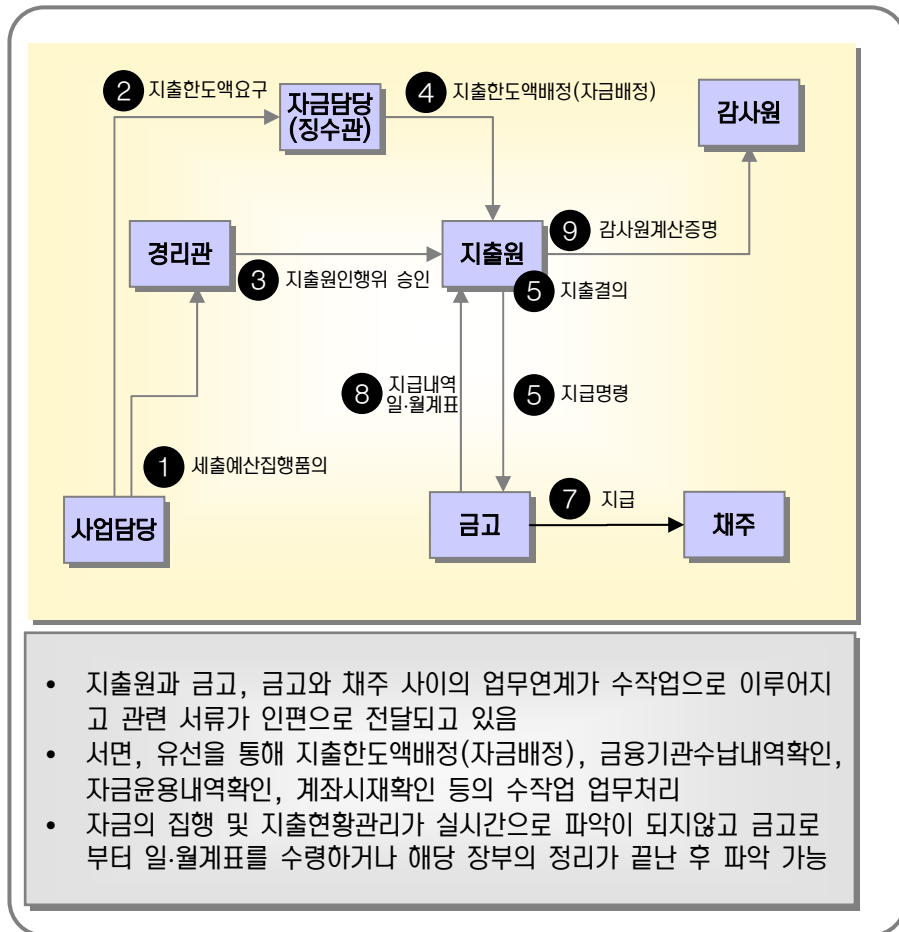 2 지출한도액요구
자금담당
(징수관)
4 지출한도액배정(자금배정)
감사원
경리관
3 지출원인행위 승인
지출원
9 감사원계산증명
5 지출결의
8 지급내역
일·월계표
5 지급명령
1 세출예산집행품의
사업담당
금고
7 지급
채주
• 지출원과 금고, 금고와 채주 사이의 업무연계가 수작업으로 이루어지
고 관련 서류가 인편으로 전달되고 있음
• 서면, 유선을 통해 지출한도액배정(자금배정), 금융기관수납내역확인,
자금운용내역확인, 계좌시재확인 등의 수작업 업무처리
• 자금의 집행 및 지출현황관리가 실시간으로 파악이 되지않고 금고로
부터 일·월계표를 수령하거나 해당 장부의 정리가 끝난 후 파악 가능